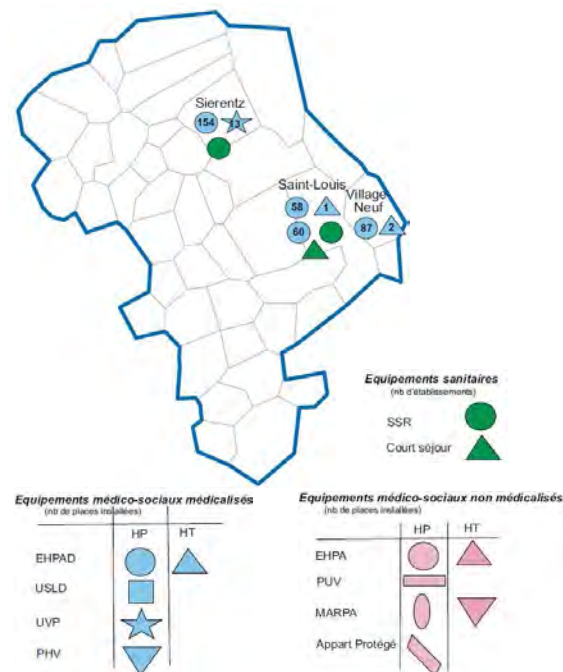 Sierentz
154 13
Saint-Louis
58 1
Village
Neuf
60
87 2
Equipements sanitaires
(nb d'établissements)
SSR
Court séjour
Equipements médico-sociaux médicalisés
(nb de places installées)
HP HT
EHPAD
USLD
UVP
PHV
Equipements médico-sociaux non médicalisés
(nb de places installées)
HP HT
EHPA
PUV
MARPA
Appart Protégé